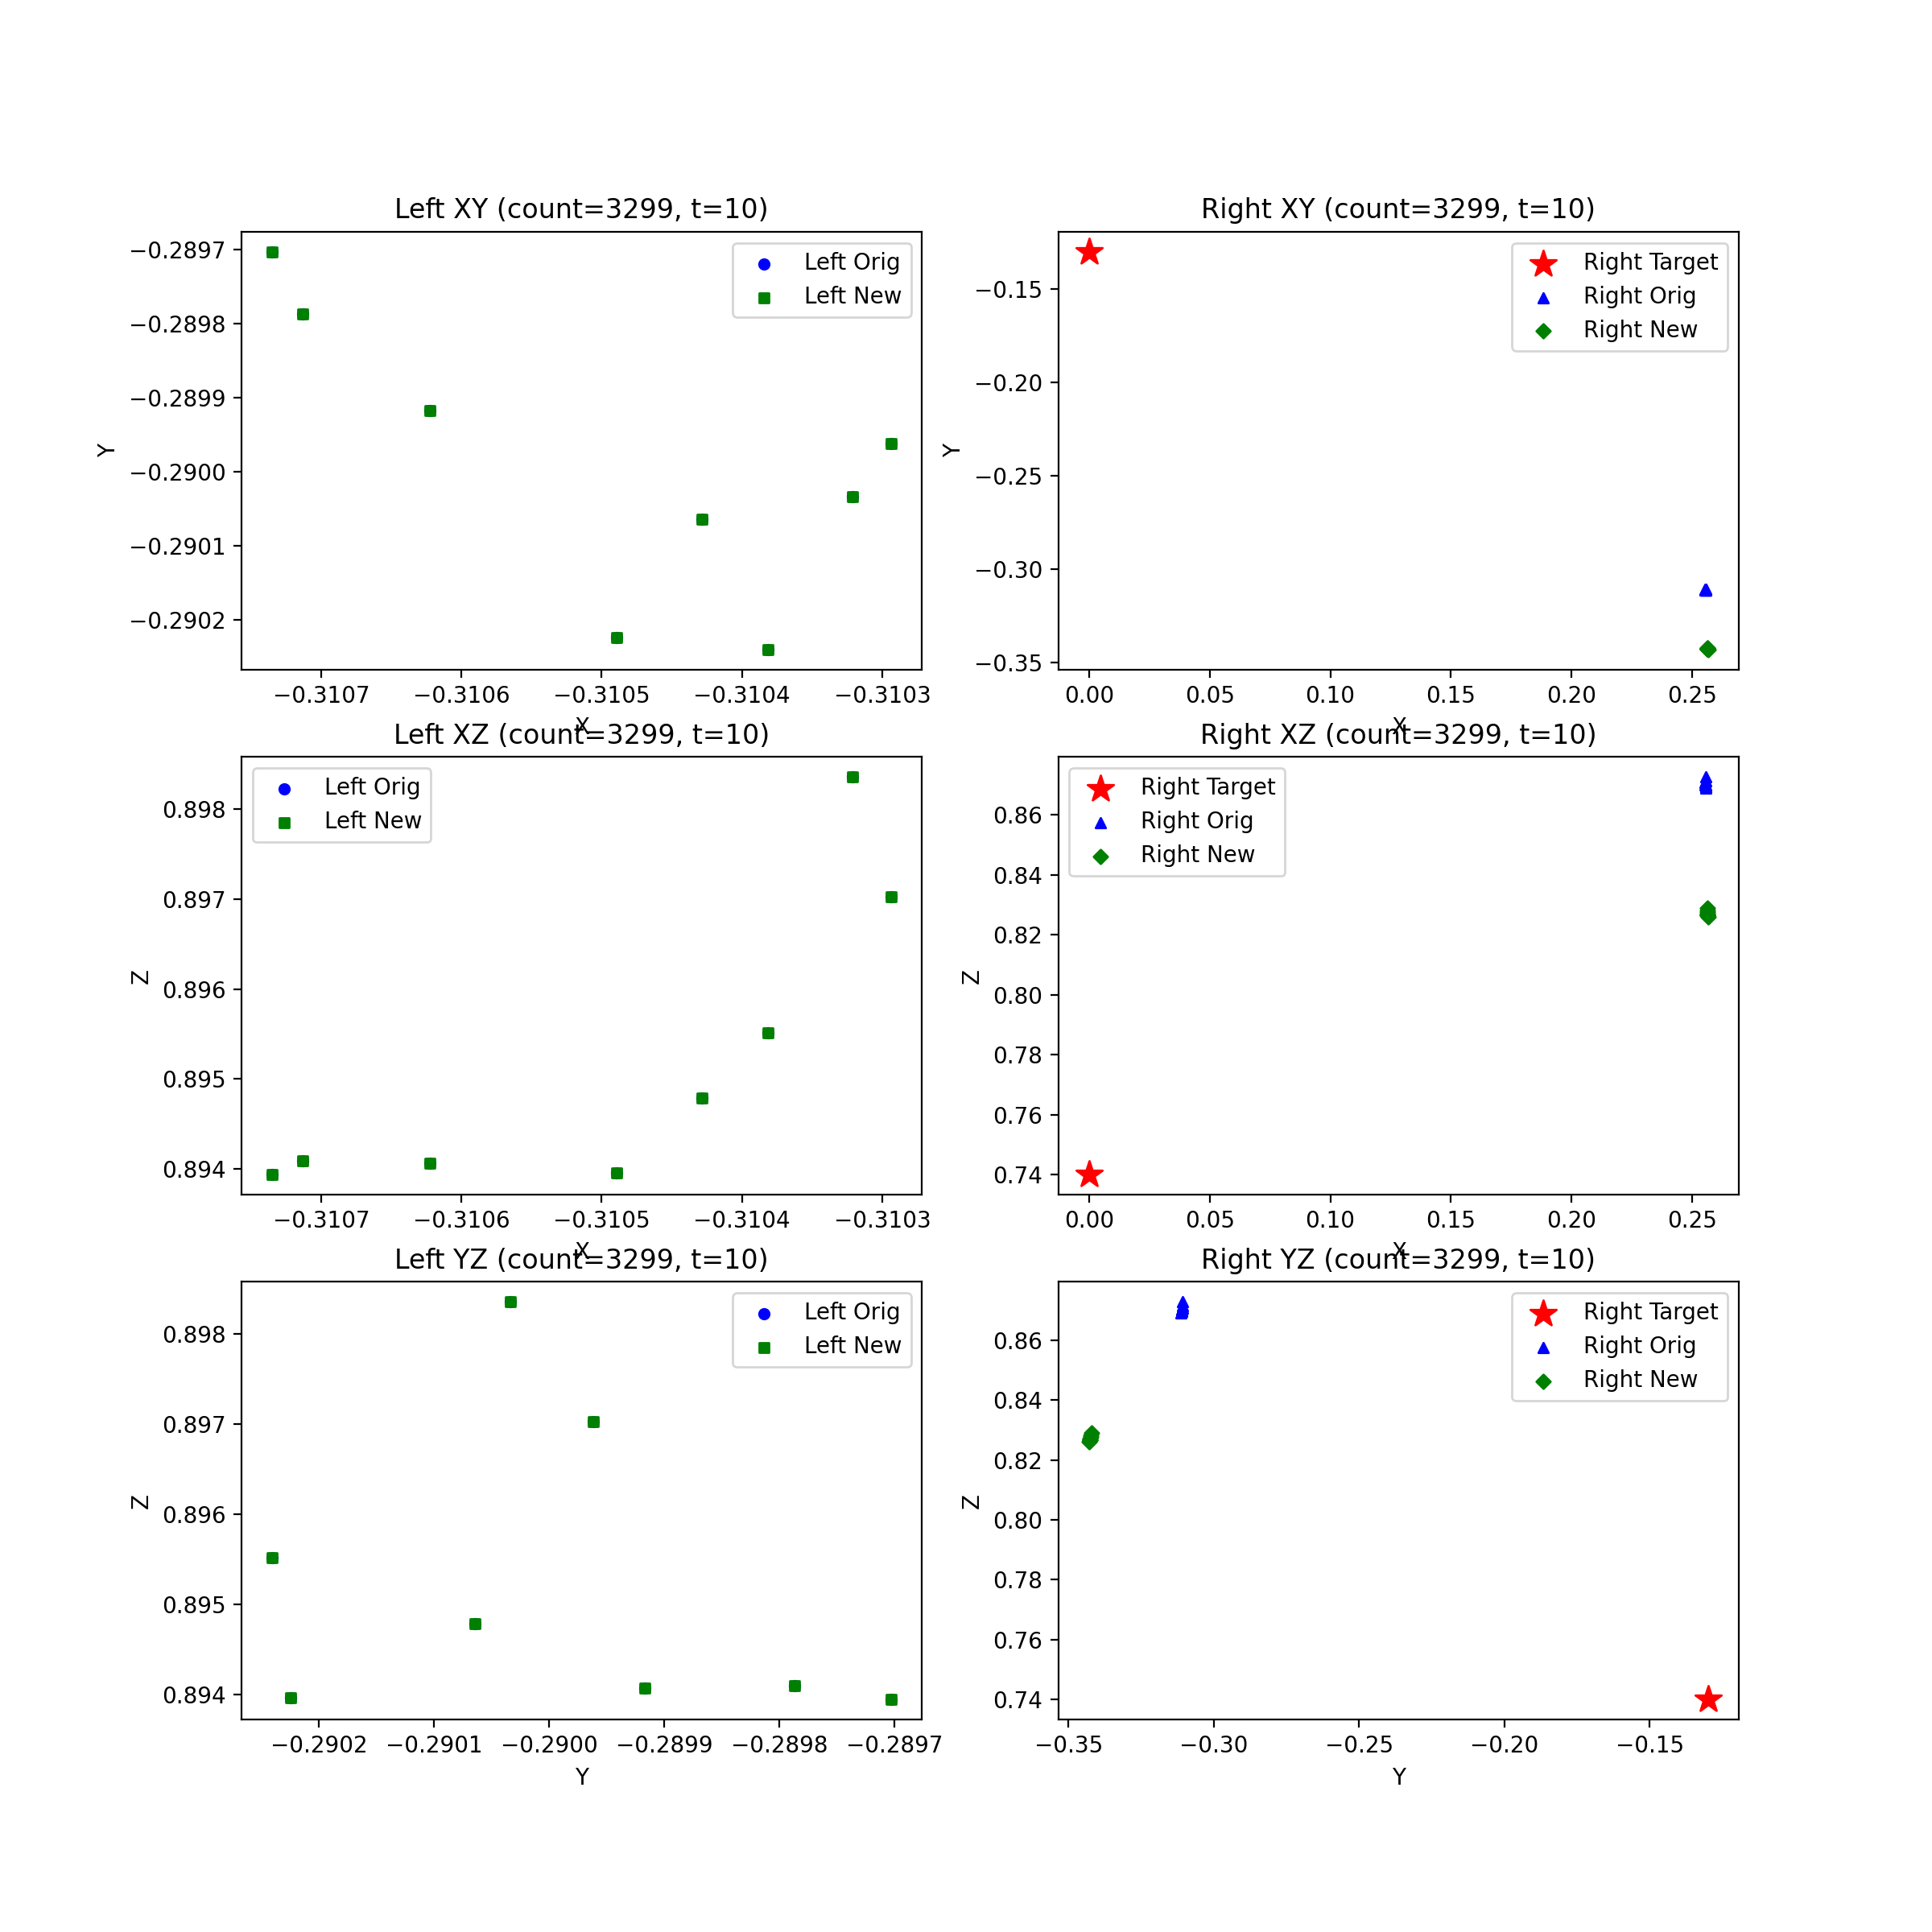 Left XY (count=3299, t=10)
Y
−0.2897
−0.2898
−0.2899
−0.2900
−0.2901
−0.2902
Left Orig
Left New
−0.3107 −0.3106 −0.3105 −0.3104 −0.3103
X
Right XY (count=3299, t=10)
Y
−0.15
−0.20
−0.25
−0.30
−0.35
Right Target
Right Orig
Right New
0.00 0.05 0.10 0.15 0.20 0.25
X
Left XZ (count=3299, t=10)
Z
0.898
0.897
0.896
0.895
0.894
Left Orig
Left New
−0.3107 −0.3106 −0.3105 −0.3104 −0.3103
X
Right XZ (count=3299, t=10)
Z
0.86
0.84
0.82
0.80
0.78
0.76
0.74
Right Target
Right Orig
Right New
0.00 0.05 0.10 0.15 0.20 0.25
X
Left YZ (count=3299, t=10)
Z
0.898
0.897
0.896
0.895
0.894
Left Orig
Left New
−0.2902 −0.2901 −0.2900 −0.2899 −0.2898 −0.2897
Y
Right YZ (count=3299, t=10)
Z
0.86
0.84
0.82
0.80
0.78
0.76
0.74
Right Target
Right Orig
Right New
−0.35 −0.30 −0.25 −0.20 −0.15
Y